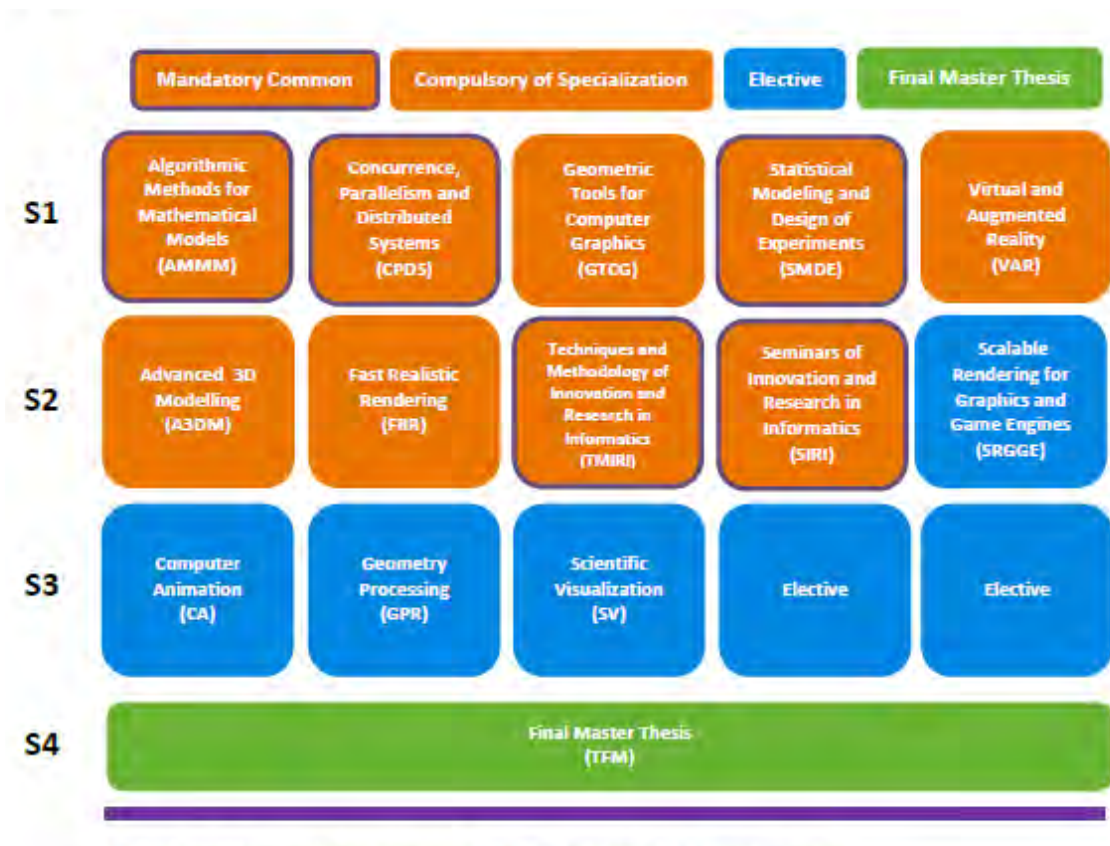 Mandatory Common
Compulsory of Specialization
Elective
Final Master Thesis
S1
Algorithmic
Methods for
Mathematical
Models
(AMMM)
Concurrence,
Parallelism and
Distributed
Systems
(CPDS)
Geometric
Tools for
Computer
Graphics
(GTCG)
Statistical
Modeling and
Design of
Experiments
(SMDE)
Virtual and
Augmented
Reality
(VAR)
S2
Advanced 3D
Modelling
(A3DM)
Fast Realistic
Rendering
(FRR)
Techniques and
Methodology of
Innovation and
Research in
Informatics
(TMIRI)
Seminars of
Innovation and
Research in
Informatics
(SIRI)
Scalable
Rendering for
Graphics and
Game Engines
(SRGGE)
S3
Computer
Animation
(CA)
Geometry
Processing
(GPR)
Scientific
Visualization
(SV)
Elective
Elective
S4
Final Master Thesis
(TFM)